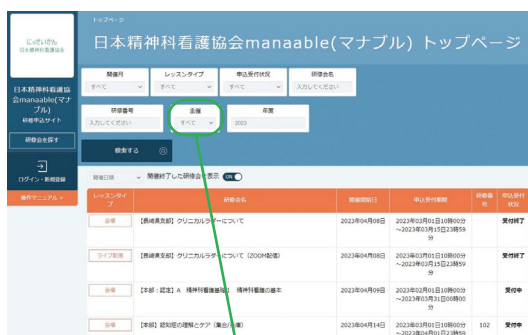 トップページ
日本精神科看護協会manaable(マナブル) トップページ
にっせいかん
日本精神科看護協会
日本精神科看護協
会manaable(マナ
ブル)
研修申込サイト
研修会を探す
ログイン・新規登録
操作マニュアル
開催月
レッスンタイプ
申込受付状況
研修会名
すべて
すべて
すべて
入力してください
研修番号
主催
年度
入力してください
すべて
2023
検索する
開催日順
開催終了した研修会を表示
ON
レッスンタイ
プ
研修会名
開催開始日
申込受付期間
研修番
号
申込受付
状況
会場
【長崎県支部】クリニカルラダーについて
2023年04月08日
2023年03月01日10時00分
~2023年03月15日23時59
分
受付終了
ライブ配信
【長崎県支部】クリニカルラダーについて(ZOOM配信)
2023年04月08日
2023年03月01日10時00分
~2023年03月15日23時59
分
受付終了
会場
【本部:認定】A 精神科看護基礎 精神科看護の基本
2023年04月09日
2023年02月01日10時00分
~2023年03月31日00時00
分
受付中
会場
【本部】認知症の理解とケア(集合/兵庫)
2023年04月14日
2023年02月01日10時00分
~2023年04月01日23時59
102
受付中